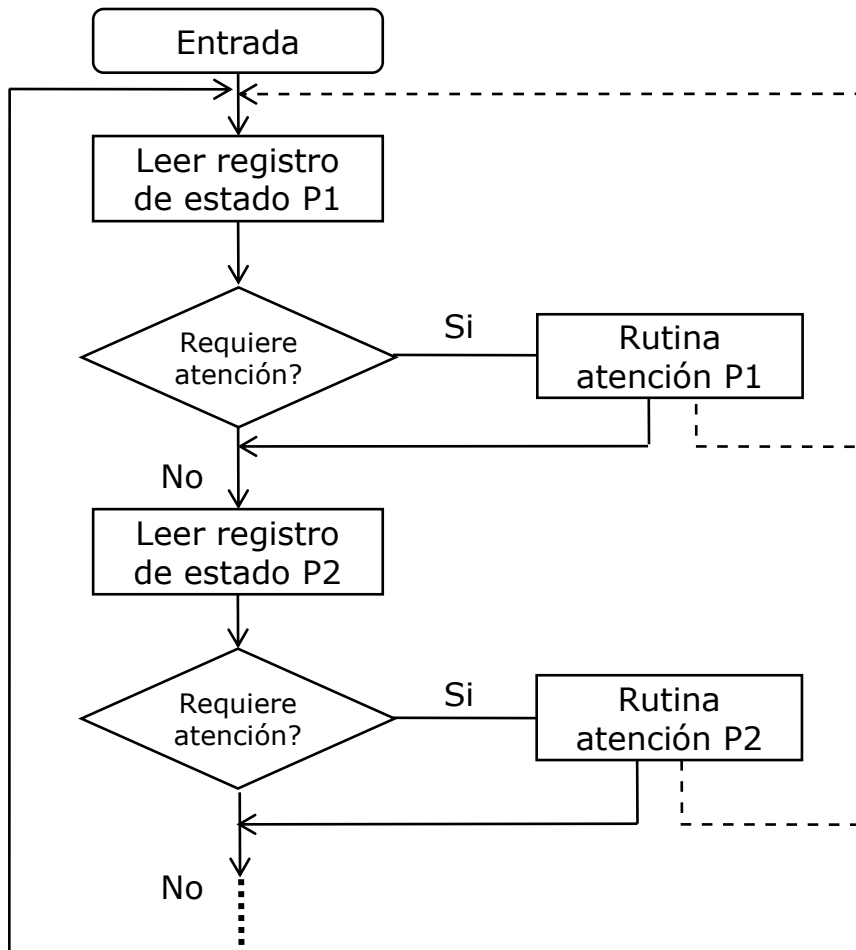 Entrada
Leer registro
de estado P1
Requiere
atención?
Si
Rutina
atención P1
No
Leer registro
de estado P2
Requiere
atención?
Si
Rutina
atención P2
No